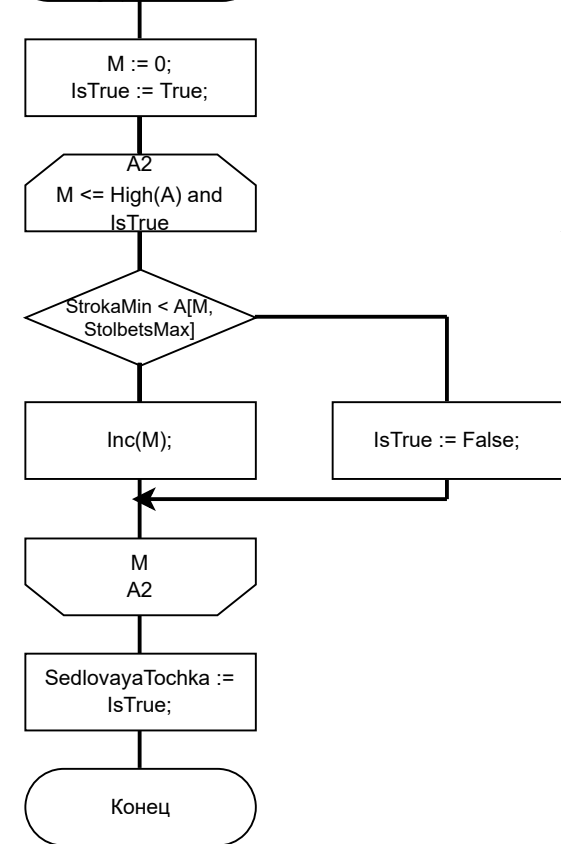 M := 0;
IsTrue := True;
A2
M <= High(A) and
IsTrue
StrokaMin < A[M,
StolbetsMax]
Inc(M);
IsTrue := False;
M
A2
SedlovayaTochka :=
IsTrue;
Конец